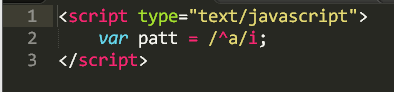 1 <script type="text/javascript">
2     var patt = /^a/i;
3 </script>